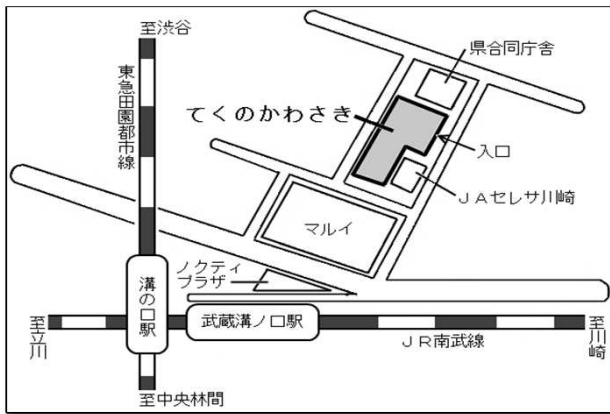 至渋谷
東急田園都市線
県合同庁舎
てくのかわさき
入口
JAセレサ川崎
マルイ
ノクティ
プラザ
溝の口駅
武蔵溝ノ口駅
至立川
JR南武線
至川崎
至中央林間